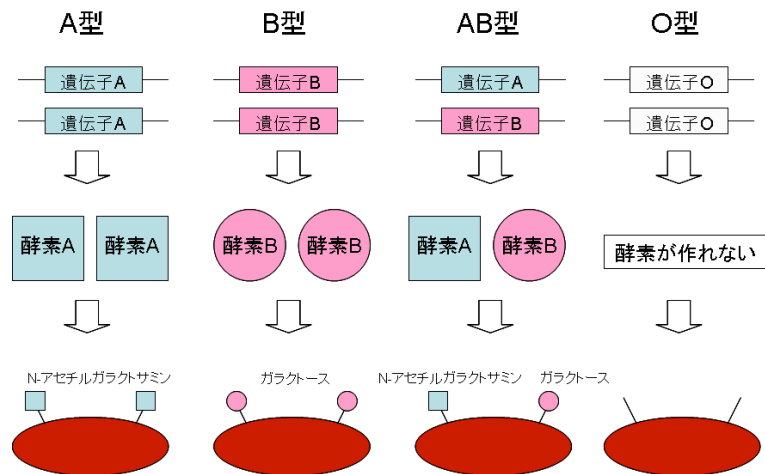 A型
B型
AB型
O型
遺伝子A
遺伝子B
遺伝子A
遺伝子O
遺伝子A
遺伝子B
遺伝子B
遺伝子O
酵素A
酵素A
酵素B
酵素B
酵素A
酵素B
酵素が作れない
N-アセチルガラクトサミン
ガラクトース
N-アセチルガラクトサミン
ガラクトース